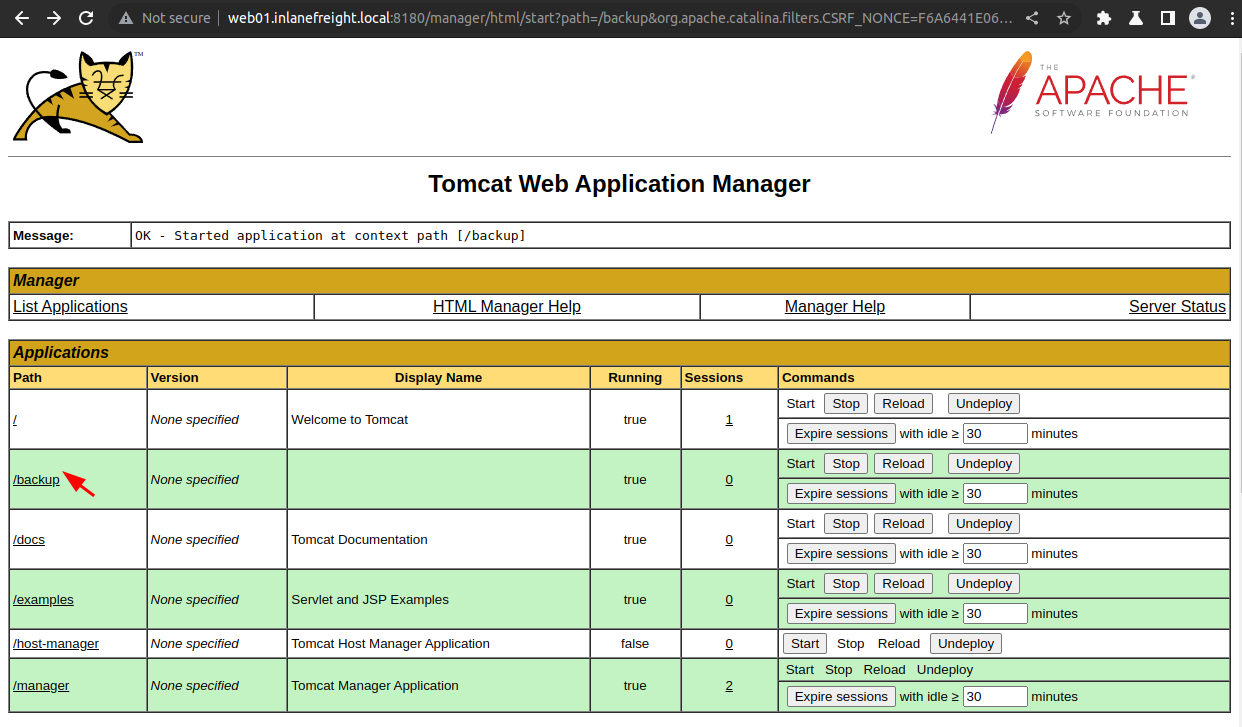 Not secure web01.inlanefreight.local:8180/manager/html/start?path=/backup&org.apache.catalina.filters.CSRF_NONCE=F6A6441E06...
TM
THE
APACHE®
SOFTWARE FOUNDATION
Tomcat Web Application Manager
Message: OK - Started application at context path [/backup]
Manager
List Applications HTML Manager Help Manager Help Server Status
Applications
Path Version Display Name Running Sessions Commands
/ None specified Welcome to Tomcat true 1 Start Stop Reload Undeploy
Expire sessions with idle ≥ 30 minutes
/backup None specified true 0 Start Stop Reload Undeploy
Expire sessions with idle ≥ 30 minutes
/docs None specified Tomcat Documentation true 0 Start Stop Reload Undeploy
Expire sessions with idle ≥ 30 minutes
/examples None specified Servlet and JSP Examples true 0 Start Stop Reload Undeploy
Expire sessions with idle ≥ 30 minutes
/host-manager None specified Tomcat Host Manager Application false 0 Start Stop Reload Undeploy
/manager None specified Tomcat Manager Application true 2 Start Stop Reload Undeploy
Expire sessions with idle ≥ 30 minutes